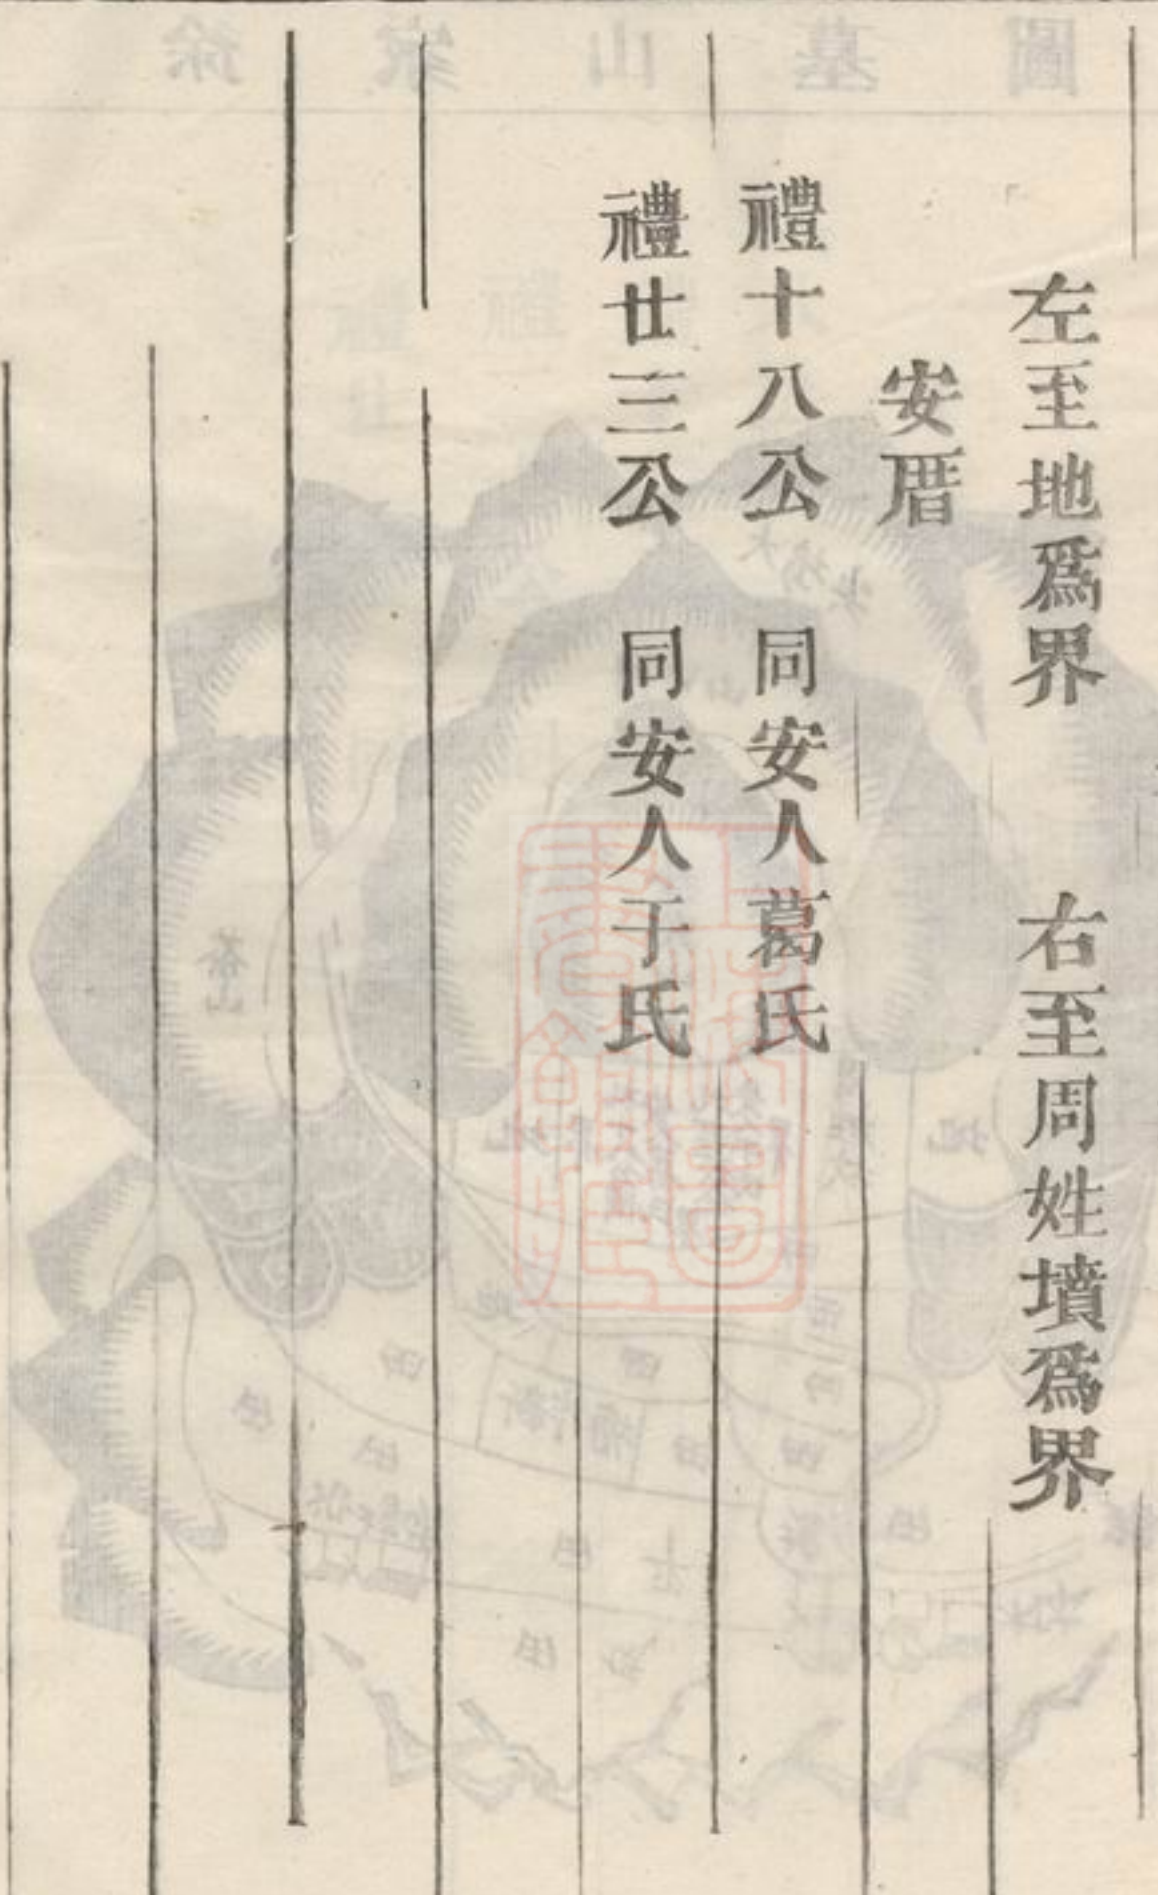 左至地爲界　右至周姓墳爲界
安厝
禮十八公　同安人葛氏
禮廿三公　同安人于氏